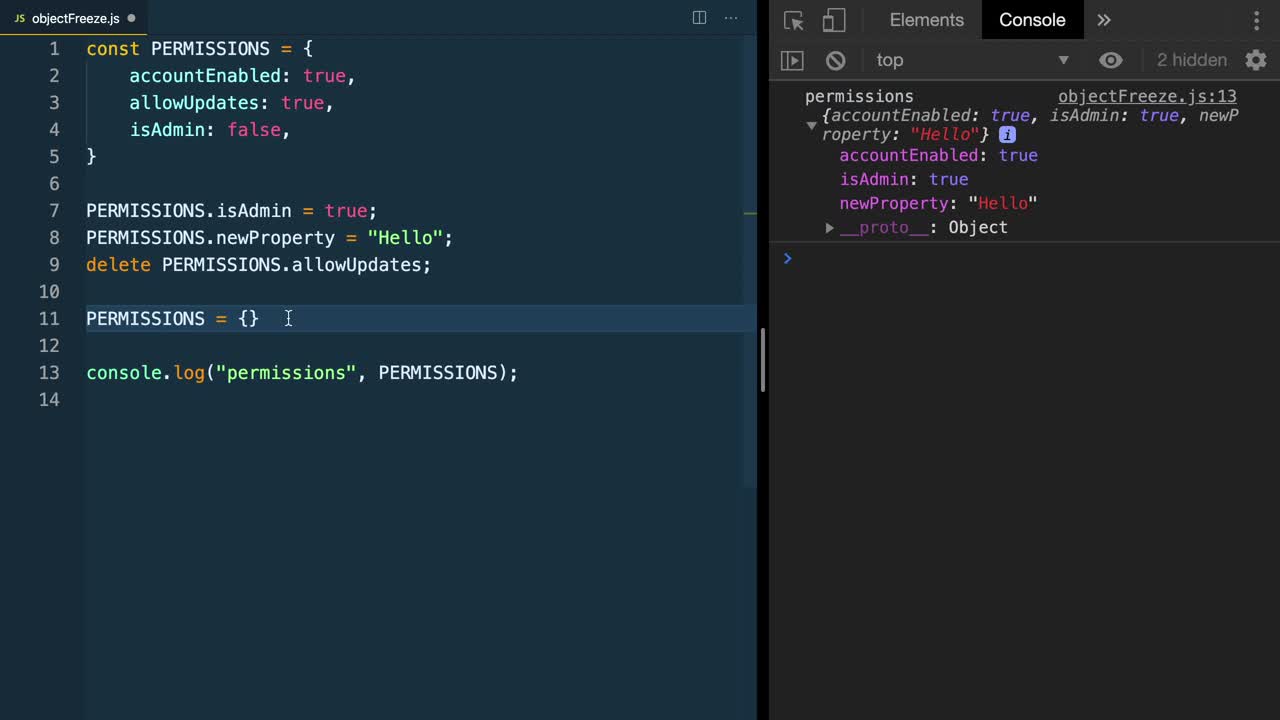 JS objectFreeze.js
1 const PERMISSIONS = {
2 accountEnabled: true,
3 allowUpdates: true,
4 isAdmin: false,
5 }
6
7 PERMISSIONS.isAdmin = true;
8 PERMISSIONS.newProperty = "Hello";
9 delete PERMISSIONS.allowUpdates;
10
11 PERMISSIONS = {}
12
13 console.log("permissions", PERMISSIONS);
14
Elements Console »
top 2 hidden
permissions objectFreeze.js:13
{accountEnabled: true, isAdmin: true, newP
roperty: "Hello"} i
accountEnabled: true
isAdmin: true
newProperty: "Hello"
__proto__: Object
>